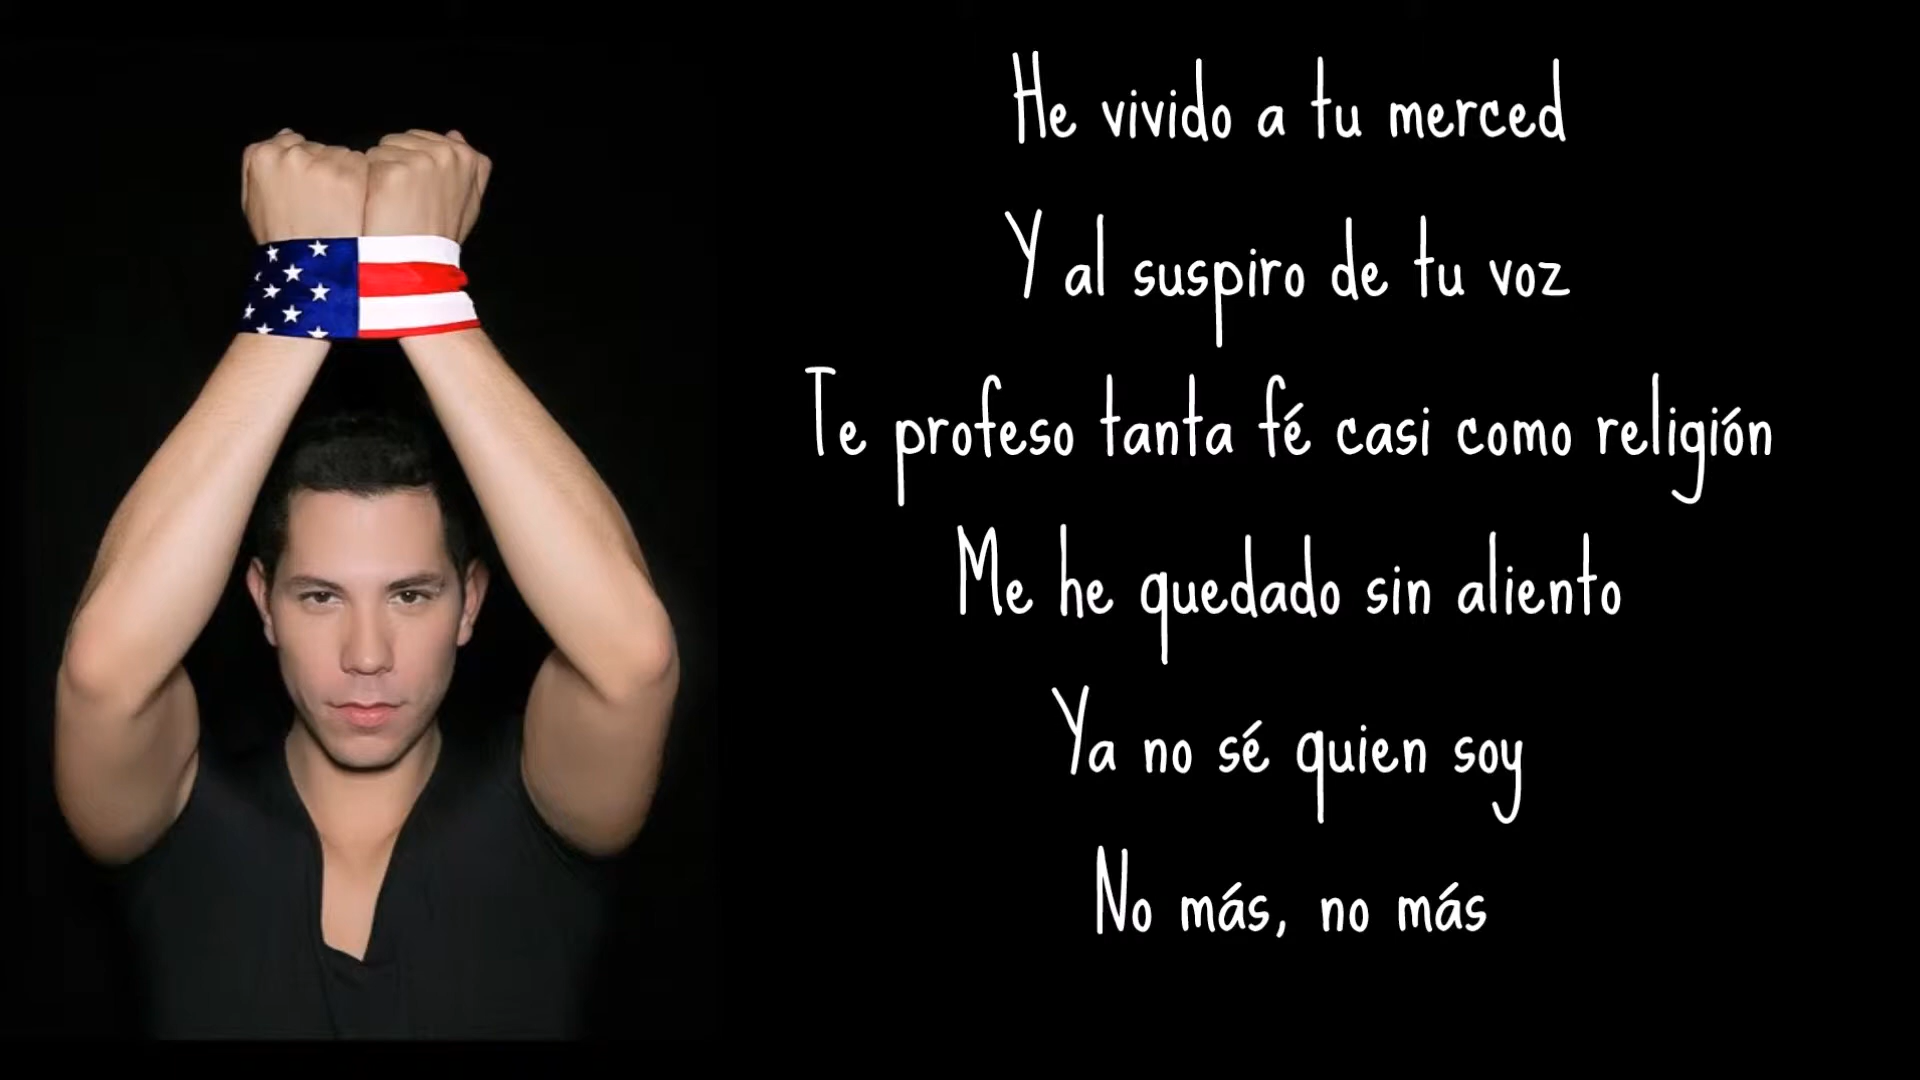 He vivido a tu merced
Y al suspiro de tu voz
Te profeso tanta fé casi como religión
Me he quedado sin aliento
Ya no sé quien soy
No más, no más